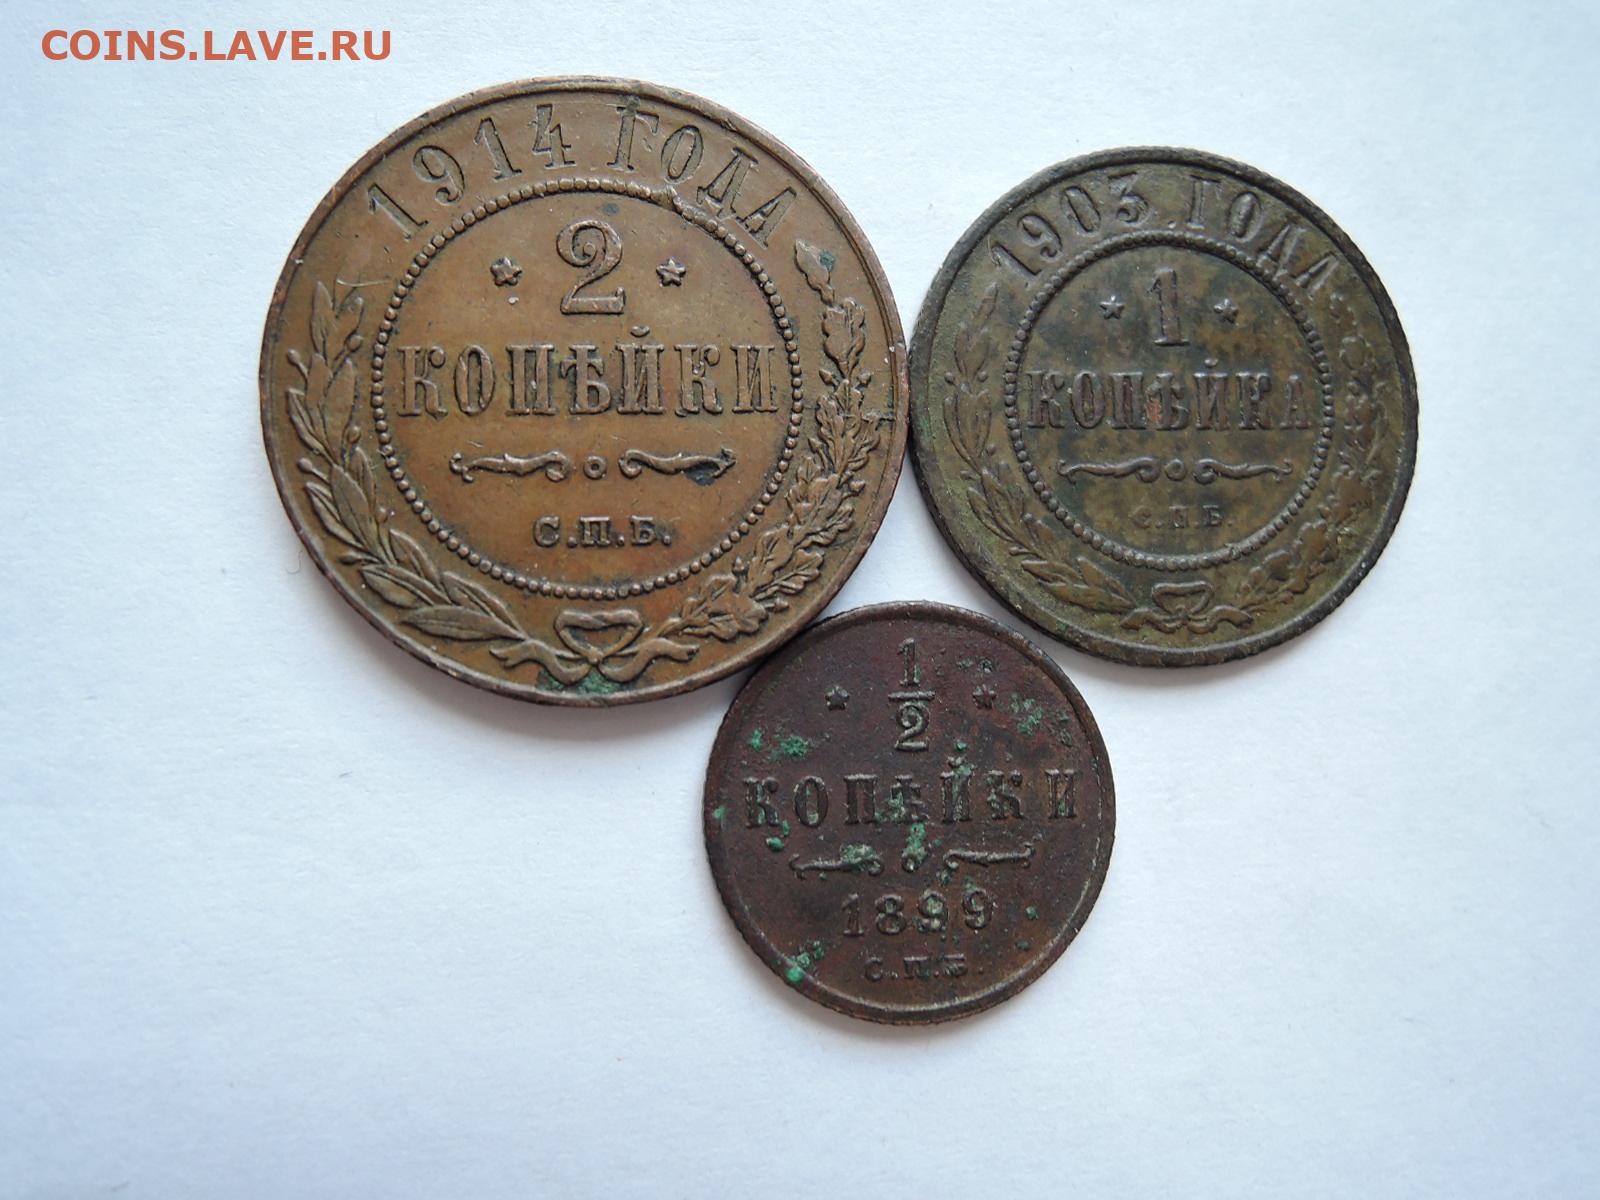 COINS.LAVE.RU
1914 ГОДА
2
КОПѢЙКИ
С.П.Б.
1903 ГОДА
1
КОПѢЙКА
С.П.Б.
1/2
КОПѢЙКИ
1899
С.П.Б.